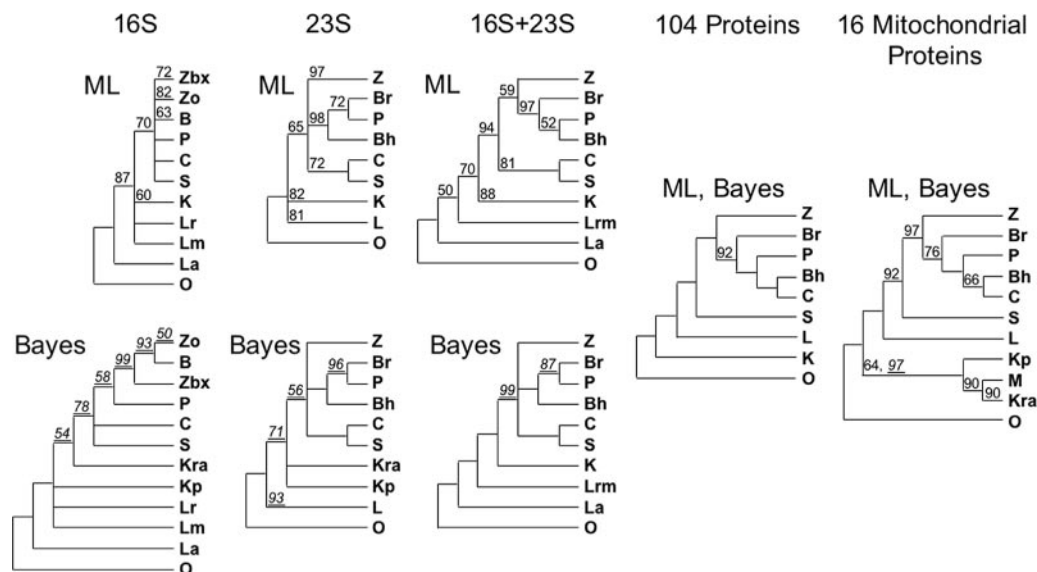 16S
23S
16S+23S
104 Proteins
16 Mitochondrial
Proteins
ML
72 Zbx
82 Zo
63 B
70 P
C
S
87
60 K
Lr
Lm
La
O
ML
97 Z
Br
72 P
98 Bh
65
72 C
S
82 K
81 L
O
ML
59 Z
Br
97 P
52 Bh
94
81 C
S
70
88 K
50 Lrm
La
O
ML, Bayes
Z
Br
92 P
Bh
C
S
L
K
O
ML, Bayes
Z
97 Br
76 P
66 Bh
C
92
S
L
64, 97 Kp
90 M
90 Kra
O
Bayes
50 Zo
93 B
99 Zbx
58 P
78 C
S
54 Kra
Kp
Lr
Lm
La
O
Bayes
Z
96 Br
P
56 Bh
C
71 S
Kra
Kp
93 L
O
Bayes
Z
87 Br
99 P
Bh
C
S
K
Lrm
La
O